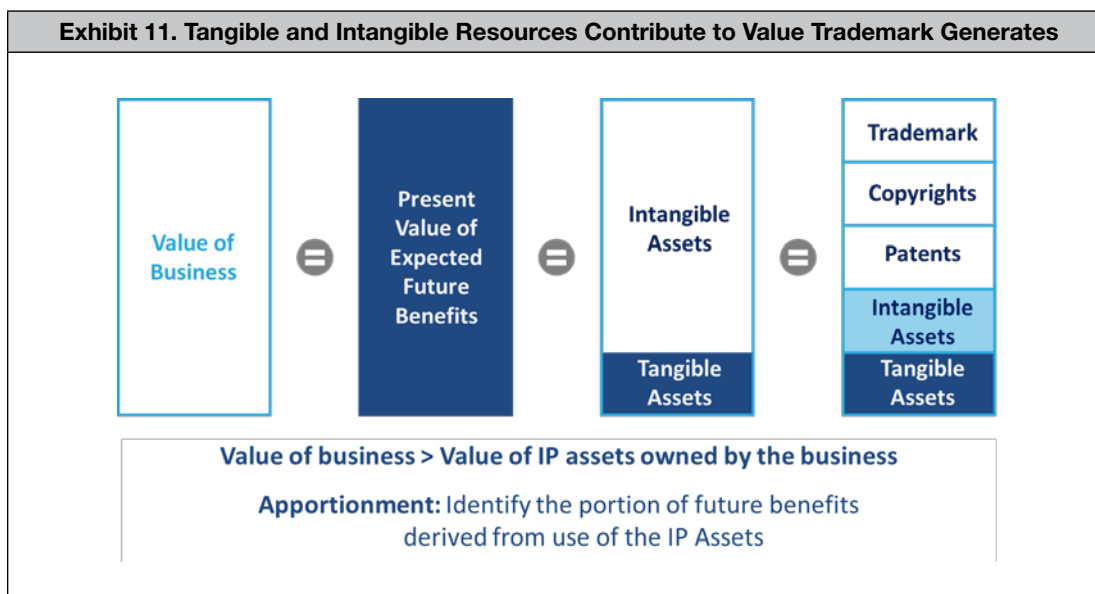 Exhibit 11. Tangible and Intangible Resources Contribute to Value Trademark Generates
Value of
Business
=
Present
Value of
Expected
Future
Benefits
=
Intangible
Assets
Tangible
Assets
=
Trademark
Copyrights
Patents
Intangible
Assets
Tangible
Assets
Value of business > Value of IP assets owned by the business
Apportionment: Identify the portion of future benefits
derived from use of the IP Assets